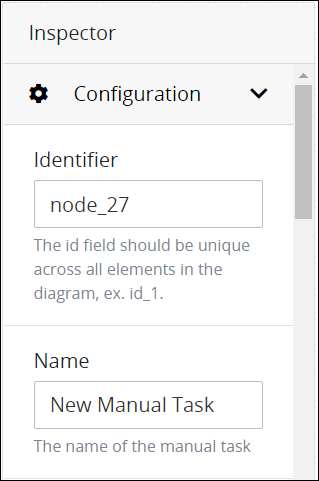 Inspector
Configuration
Identifier
node_27
The id field should be unique
across all elements in the
diagram, ex. id_1.
Name
New Manual Task
The name of the manual task